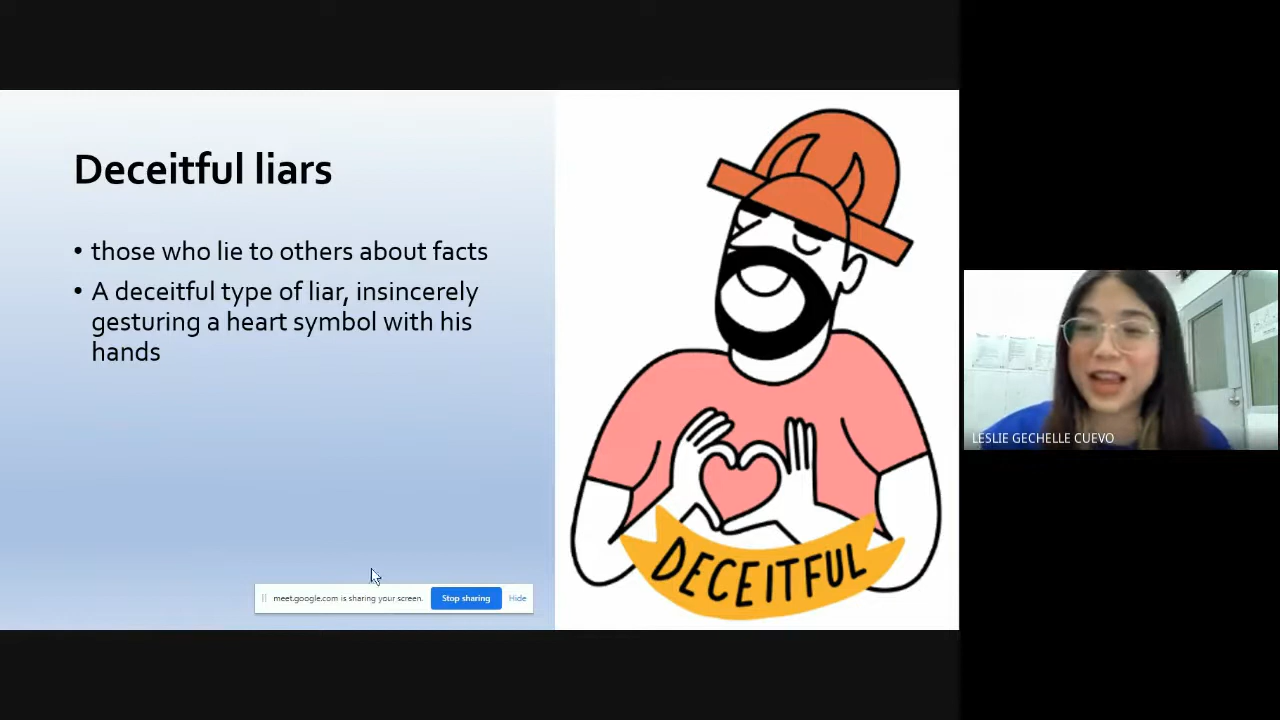 Deceitful liars
• those who lie to others about facts
• A deceitful type of liar, insincerely
gesturing a heart symbol with his
hands
DECEITFUL
meet.google.com is sharing your screen.
Stop sharing
Hide
LESLIE GECHELLE CUEVO